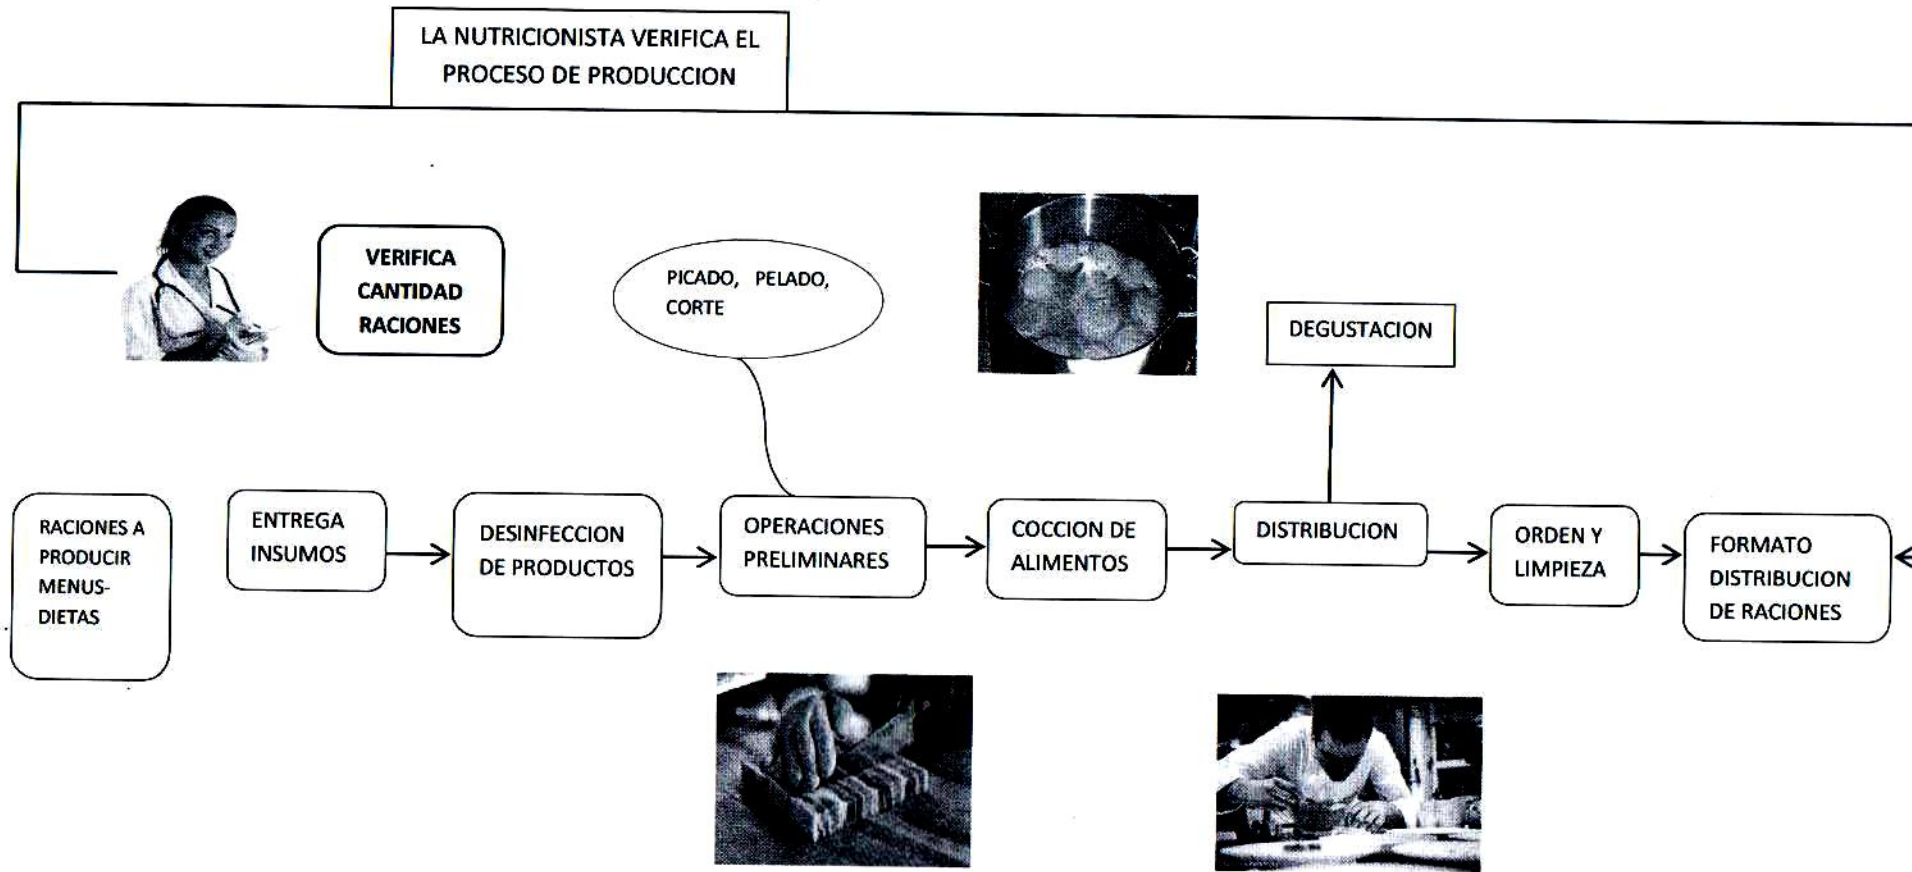 LA NUTRICIONISTA VERIFICA EL
PROCESO DE PRODUCCION
VERIFICA
CANTIDAD
RACIONES
PICADO, PELADO,
CORTE
DEGUSTACION
RACIONES A
PRODUCIR
MENUS-
DIETAS
ENTREGA
INSUMOS
DESINFECCION
DE PRODUCTOS
OPERACIONES
PRELIMINARES
COCCION DE
ALIMENTOS
DISTRIBUCION
ORDEN Y
LIMPIEZA
FORMATO
DISTRIBUCION
DE RACIONES